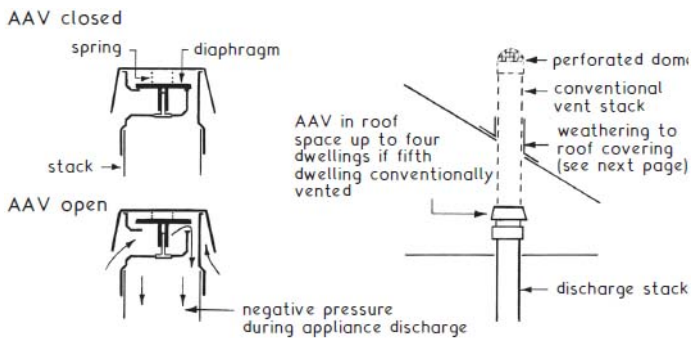 AAV closed
spring
diaphragm
stack
AAV open
negative pressure
during appliance discharge
AAV in roof
space up to four
dwellings if fifth
dwelling conventionally
vented
perforated dom
conventional
vent stack
weathering to
roof covering
(see next page)
discharge stack